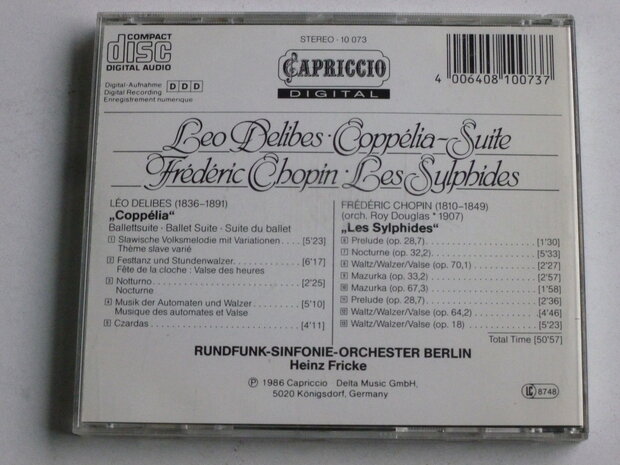 COMPACT
disc
DIGITAL AUDIO
STEREO - 10 073
Digital-Aufnahme
Digital Recording
Enregistrement numerique
DDD
CAPRICCIO
DIGITAL
4 006408 100737
Leo Delibes · Coppélia-Suite
Frédéric Chopin · Les Sylphides
LÉO DELIBES (1836–1891)
„Coppélia"
Ballettsuite · Ballet Suite · Suite du ballet
1 Slawische Volksmelodie mit Variationen . . . . [5'23]
Thème slave varié
2 Festtanz und Stundenwalzer. . . . [6'17]
Fête de la cloche : Valse des heures
3 Notturno . . . . [2'25]
Nocturne
4 Musik der Automaten und Walzer . . . . [5'10]
Musique des automates et Valse
5 Czardas . . . . [4'11]
FRÉDÉRIC CHOPIN (1810–1849)
(orch. Roy Douglas * 1907)
„Les Sylphides"
6 Prelude (op. 28,7) . . . . [1'30]
7 Nocturne (op. 32,2) . . . . [5'33]
8 Waltz/Walzer/Valse (op. 70,1) . . . . [2'27]
9 Mazurka (op. 33,2) . . . . [2'57]
10 Mazurka (op. 67,3) . . . . [1'58]
11 Prelude (op. 28,7) . . . . [2'36]
12 Waltz/Walzer/Valse (op. 64,2) . . . . [4'46]
13 Waltz/Walzer/Valse (op. 18) . . . . [5'23]
Total Time [50'57]
RUNDFUNK-SINFONIE-ORCHESTER BERLIN
Heinz Fricke
Ⓟ 1986 Capriccio · Delta Music GmbH,
5020 Königsdorf, Germany
LC 8748